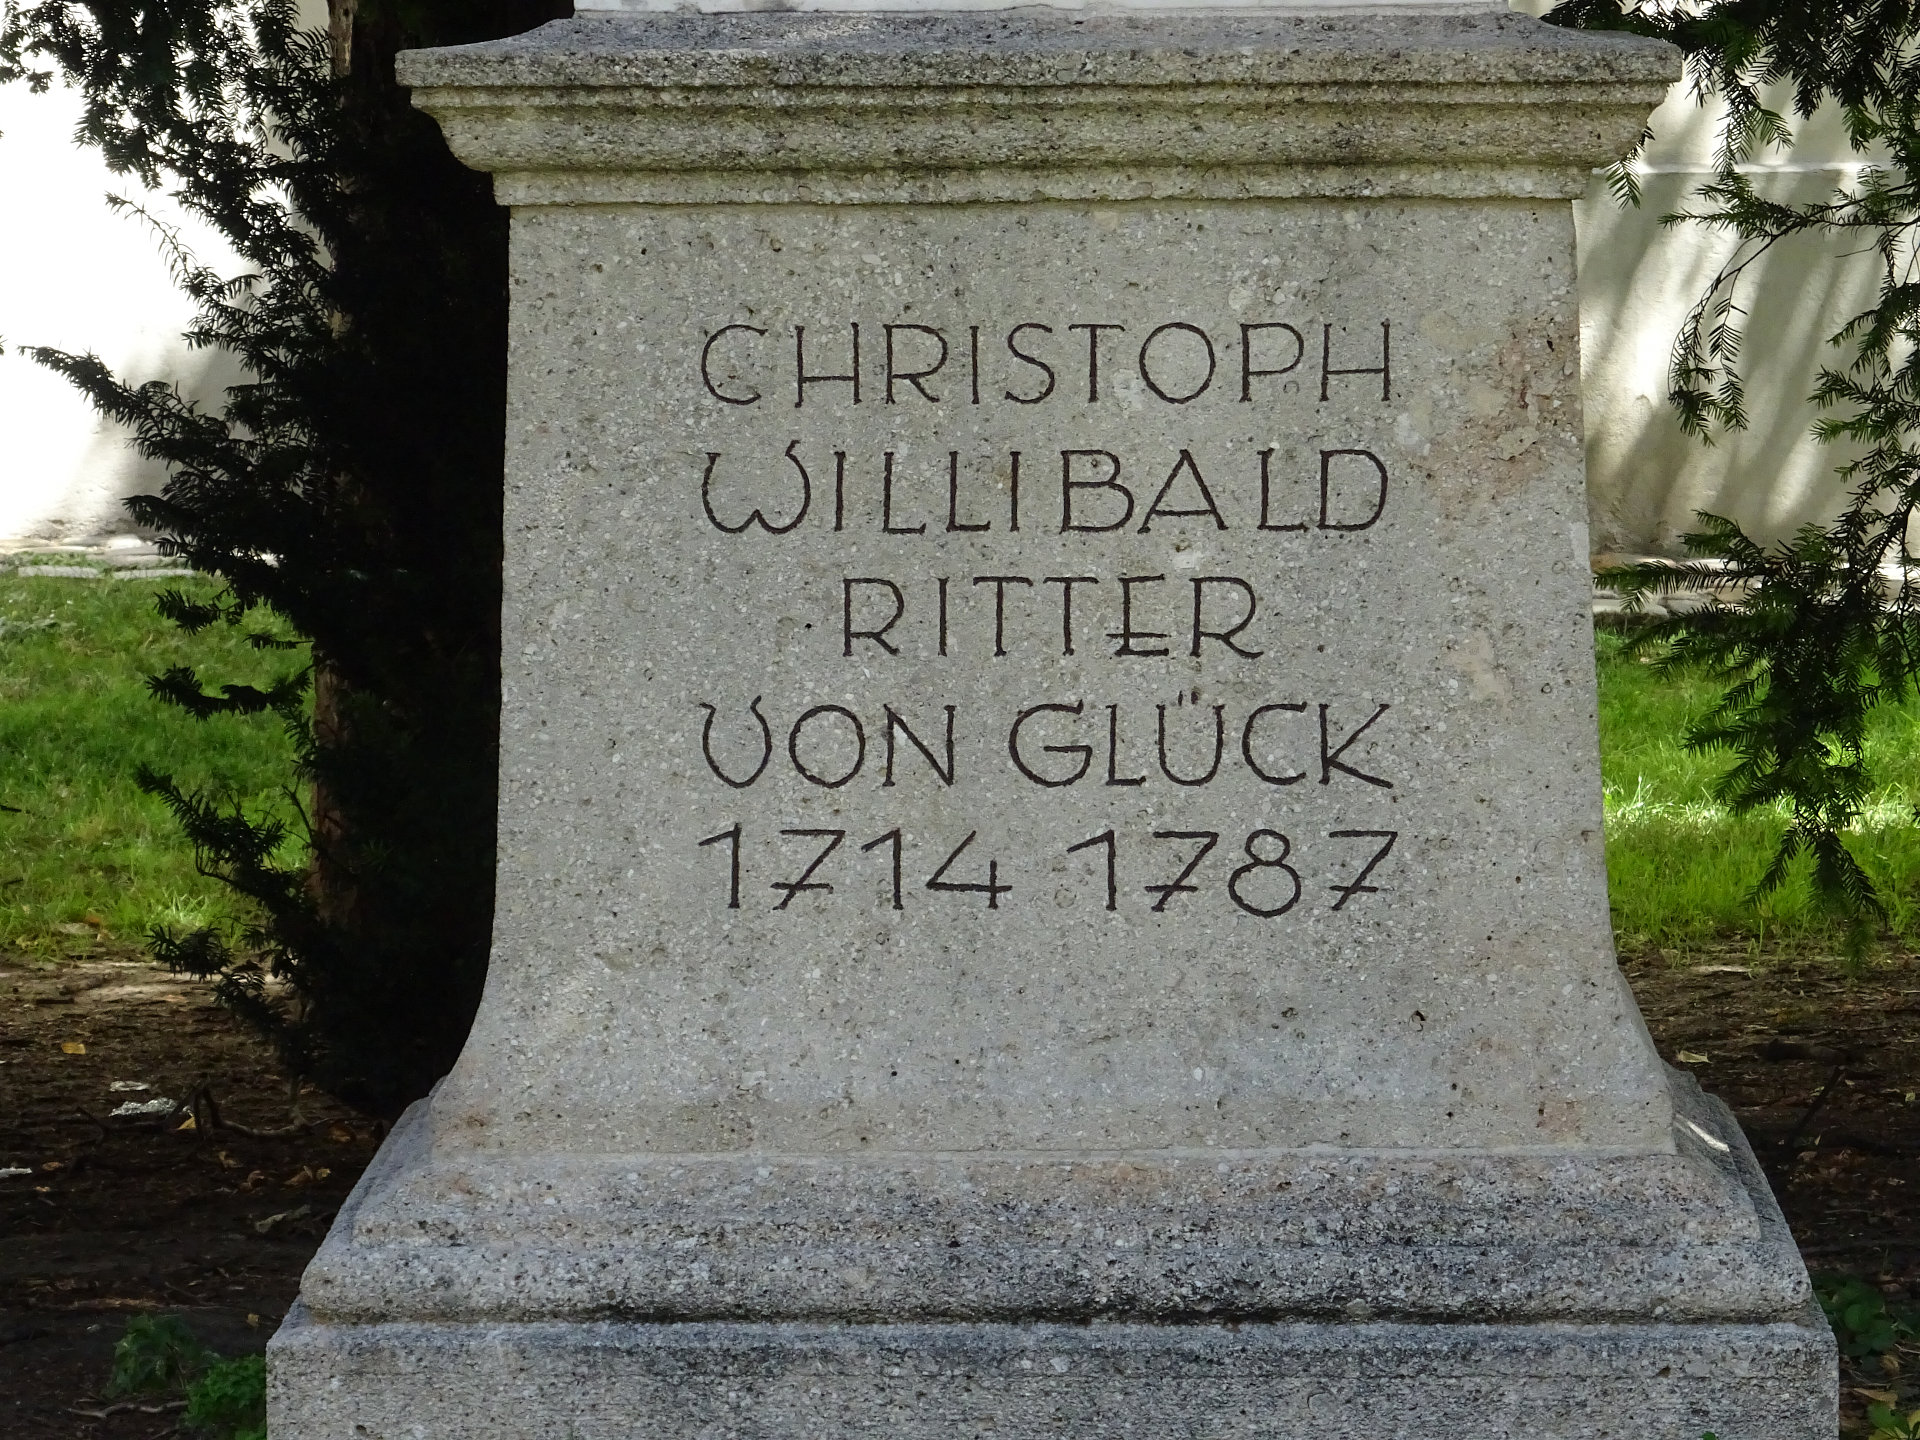 CHRISTOPH
WILLIBALD
RITTER
VON GLÜCK
1714 1787